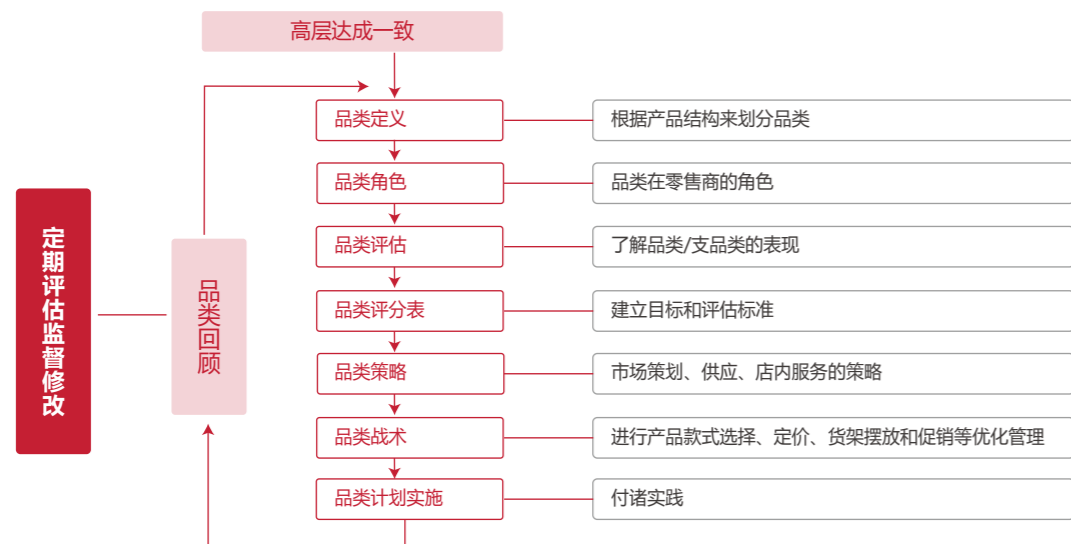 高层达成一致
品类定义
根据产品结构来划分品类
品类角色
品类在零售商的角色
品类评估
了解品类/支品类的表现
品类评分表
建立目标和评估标准
品类策略
市场策划、供应、店内服务的策略
品类战术
进行产品款式选择、定价、货架摆放和促销等优化管理
品类计划实施
付诸实践
品类回顾
定期评估监督修改